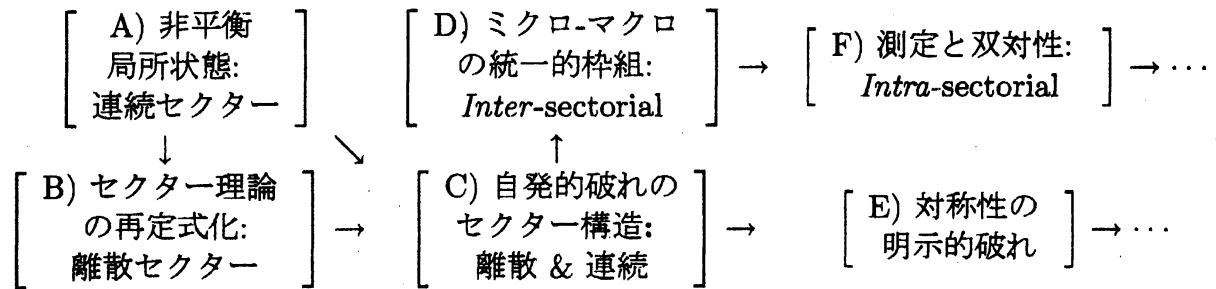 A) 非平衡
局所状態:
連続セクター
D) ミクロ-マクロ
の統一的枠組:
Inter-sectorial
→
F) 測定と双対性:
Intra-sectorial
→ ⋯
↓
↘
↑
B) セクター理論
の再定式化:
離散セクター
→
C) 自発的破れの
セクター構造:
離散 & 連続
→
E) 対称性の
明示的破れ
→ ⋯